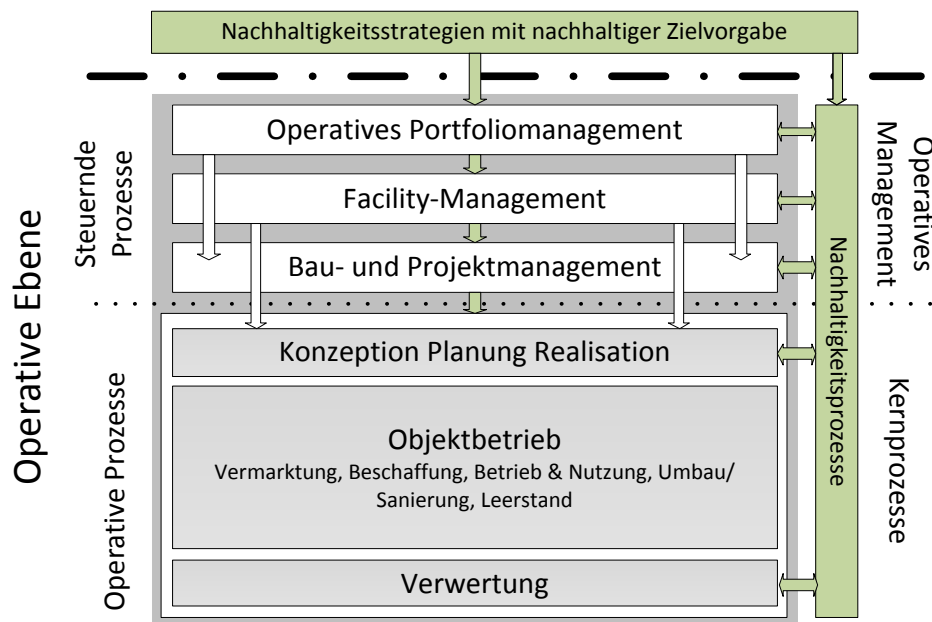 Nachhaltigkeitsstrategien mit nachhaltiger Zielvorgabe
Operative Ebene
Steuernde
Prozesse
Operatives Portfoliomanagement
Facility-Management
Bau- und Projektmanagement
Operatives
Management
Nachhaltigkeitsprozesse
Operative Prozesse
Konzeption Planung Realisation
Objektbetrieb
Vermarktung, Beschaffung, Betrieb & Nutzung, Umbau/
Sanierung, Leerstand
Verwertung
Kernprozesse